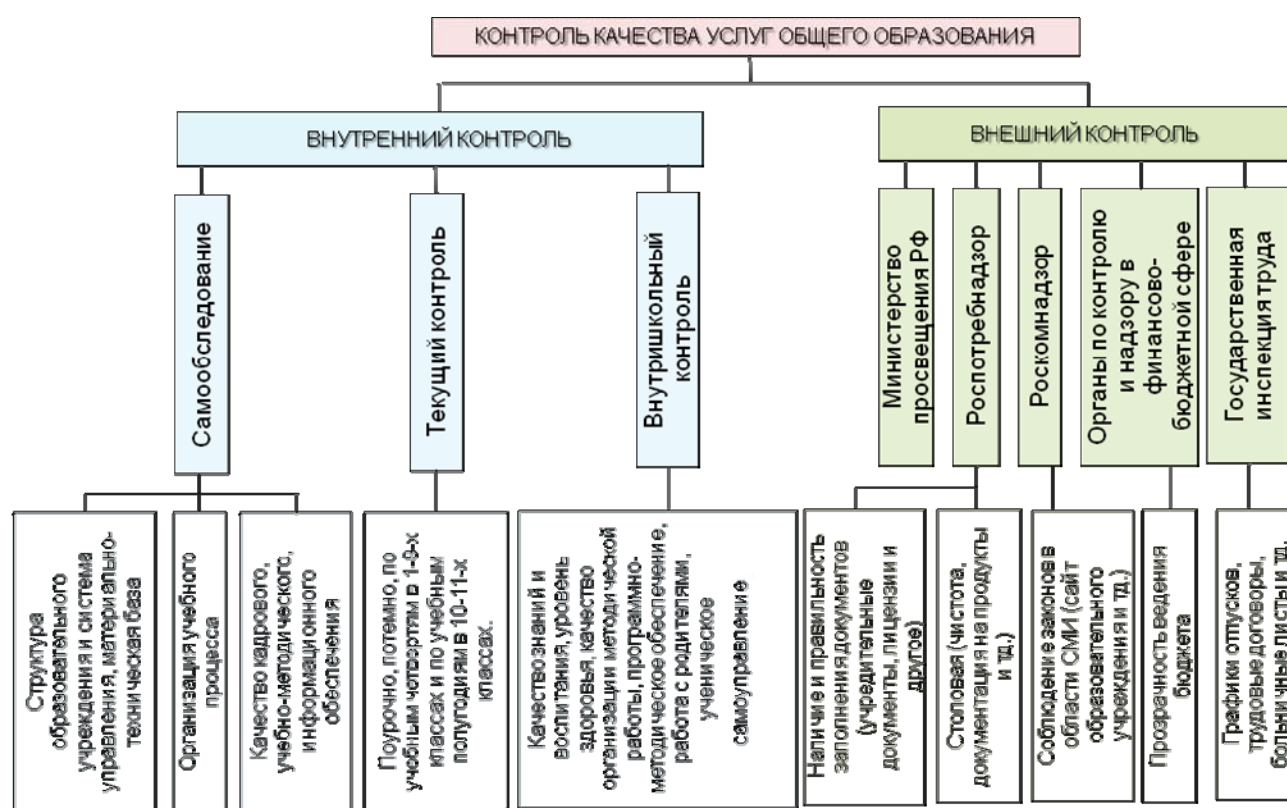 КОНТРОЛЬ КАЧЕСТВА УСЛУГ ОБЩЕГО ОБРАЗОВАНИЯ
ВНУТРЕННИЙ КОНТРОЛЬ
ВНЕШНИЙ КОНТРОЛЬ
Самообследование
Текущий контроль
Внутришкольный
контроль
Министерство
просвещения РФ
Роспотребнадзор
Роскомнадзор
Органы по контролю
и надзору в
финансово-
бюджетной сфере
Государственная
инспекция труда
Структура
образовательного
учреждения и система
управления, материально-
техническая база
Организация учебного
процесса
Качество кадрового,
учебно-методического,
информационного
обеспечения
Поурочно, потемно, по
учебным четвертям в 1-9-х
классах и по учебным
полугодиям в 10-11-х
классах.
Качество знаний и
воспитания, уровень
здоровья, качество
организации методической
работы, программно-
методическое обеспечение,
работа с родителями,
ученическое
самоуправление
Наличие и правильность
заполнения документов
(учредительные
документы, лицензии и
другое)
Столовая (чистота,
документация на продукты
и тд.)
Соблюдение законов в
области СМИ (сайт
образовательного
учреждения и тд.)
Прозрачность ведения
бюджета
Графики отпусков,
трудовые договоры,
больничные листы и тд.